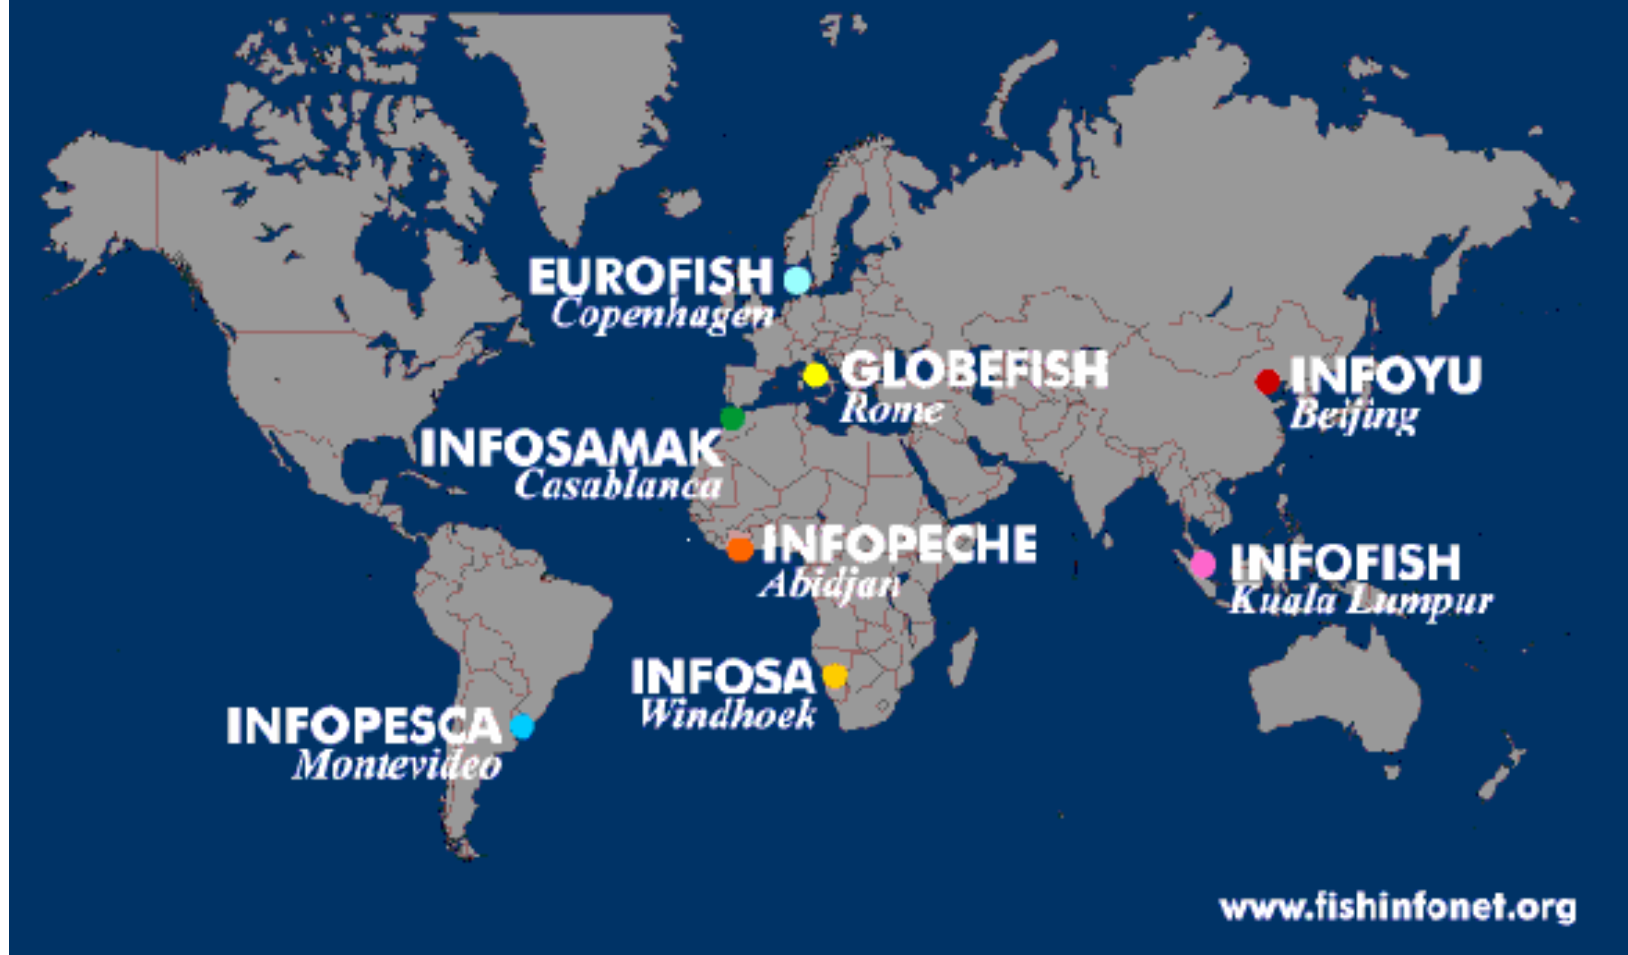 EUROFISH
Copenhagen
GLOBEFISH
Rome
INFOYU
Beijing
INFOSAMAK
Casablanca
INFOPECHE
Abidjan
INFOFISH
Kuala Lumpur
INFOSA
Windhoek
INFOPESCA
Montevideo
www.fishinfonet.org